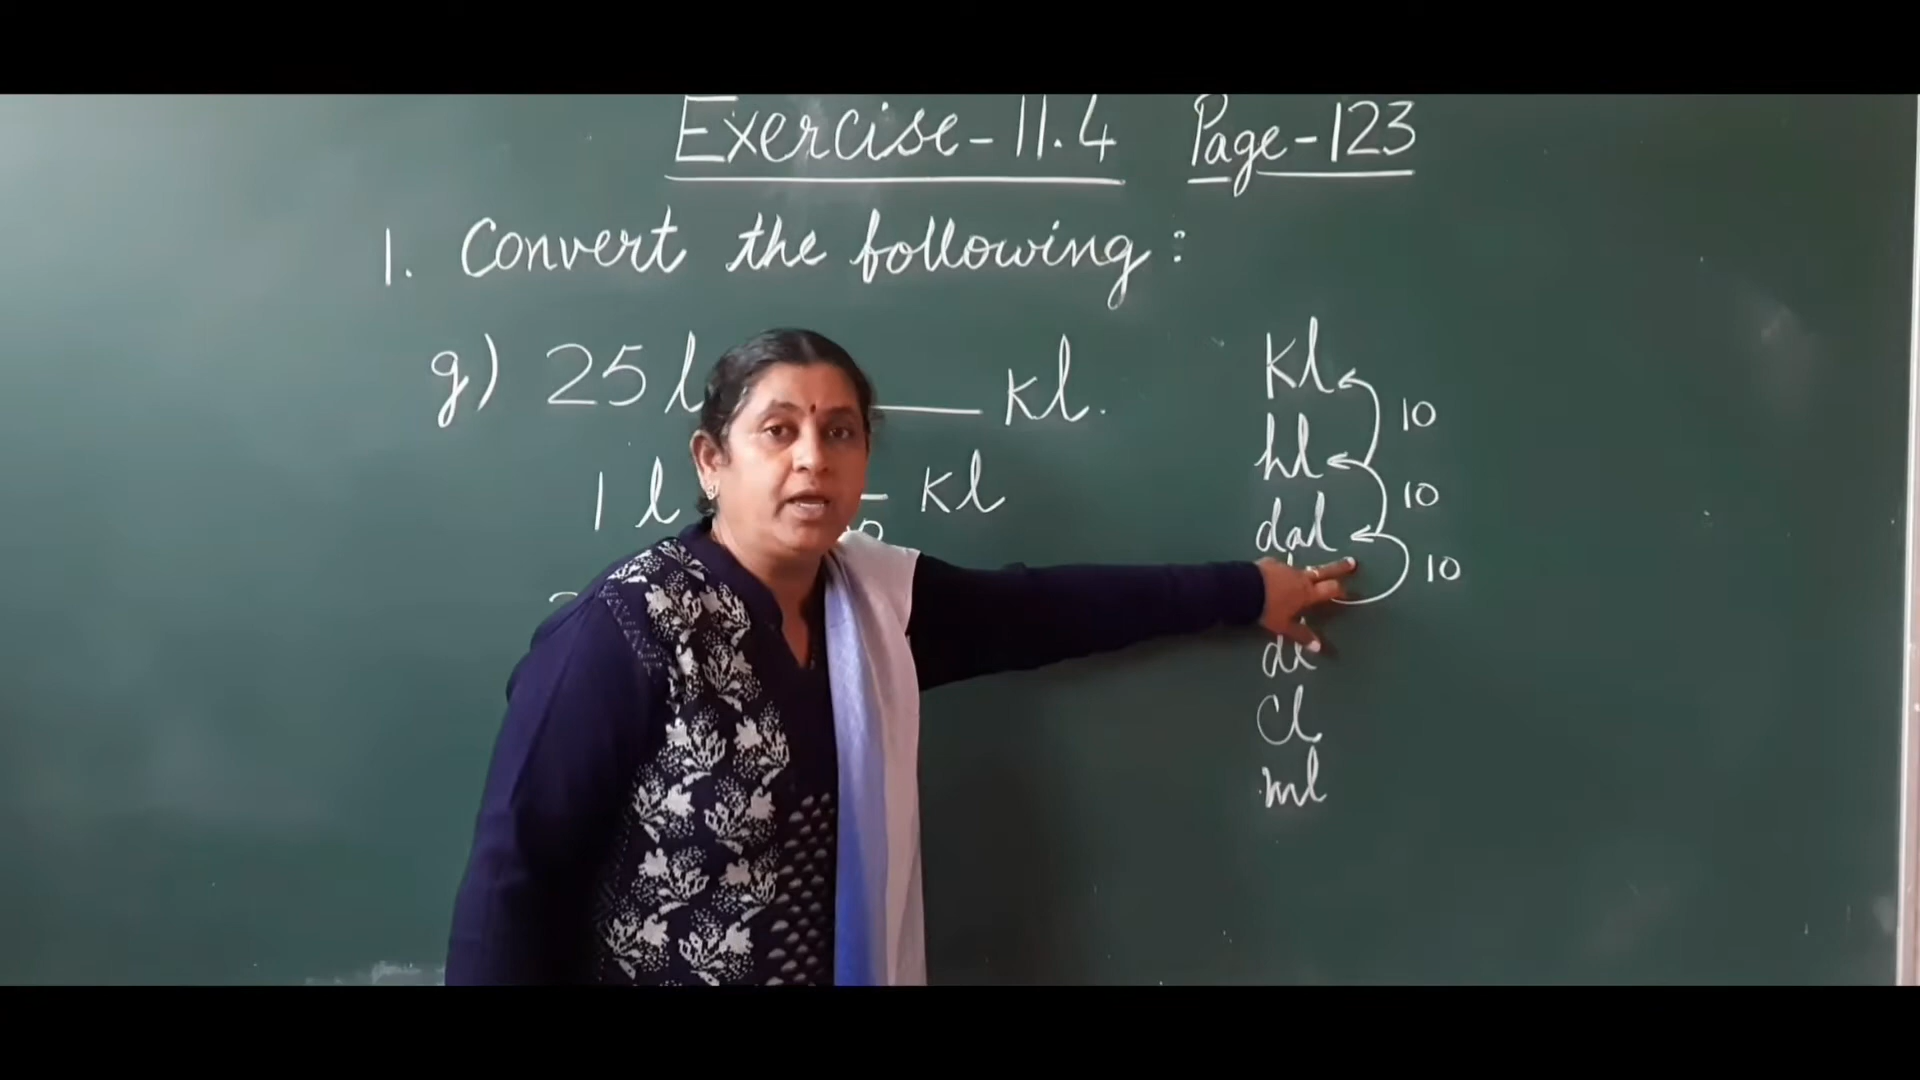 Exercise-11.4 Page-123
1. Convert the following:
g) 25 l ____ kl.
1 l kl
kl
10
hl
10
dal
10
dl
cl
ml